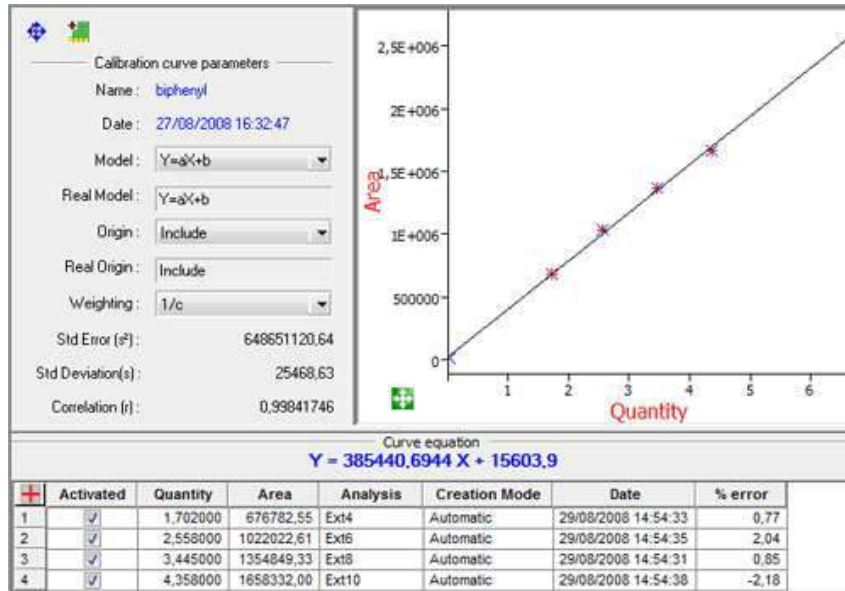 Calibration curve parameters
Name : biphenyl
Date : 27/08/2008 16:32:47
Model : Y=aX+b
Real Model : Y=aX+b
Origin : Include
Real Origin : Include
Weighting : 1/c
Std Error (s²) : 648651120,64
Std Deviation(s) : 25468,63
Correlation (r) : 0,99841746
2,5E+006
2E+006
1,5E+006
1E+006
500000
0
Area
1 2 3 4 5 6
Quantity
Curve equation
Y = 385440,6944 X + 15603,9
Activated Quantity Area Analysis Creation Mode Date % error
1 1,702000 676782,55 Ext4 Automatic 29/08/2008 14:54:33 0,77
2 2,558000 1022022,61 Ext6 Automatic 29/08/2008 14:54:35 2,04
3 3,445000 1354849,33 Ext8 Automatic 29/08/2008 14:54:31 0,85
4 4,358000 1658332,00 Ext10 Automatic 29/08/2008 14:54:38 -2,18